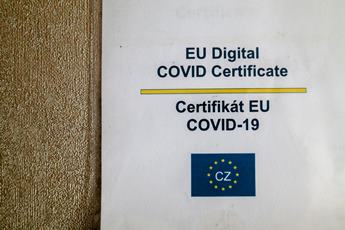 EU Digital
COVID Certificate
Certifikát EU
COVID-19
CZ